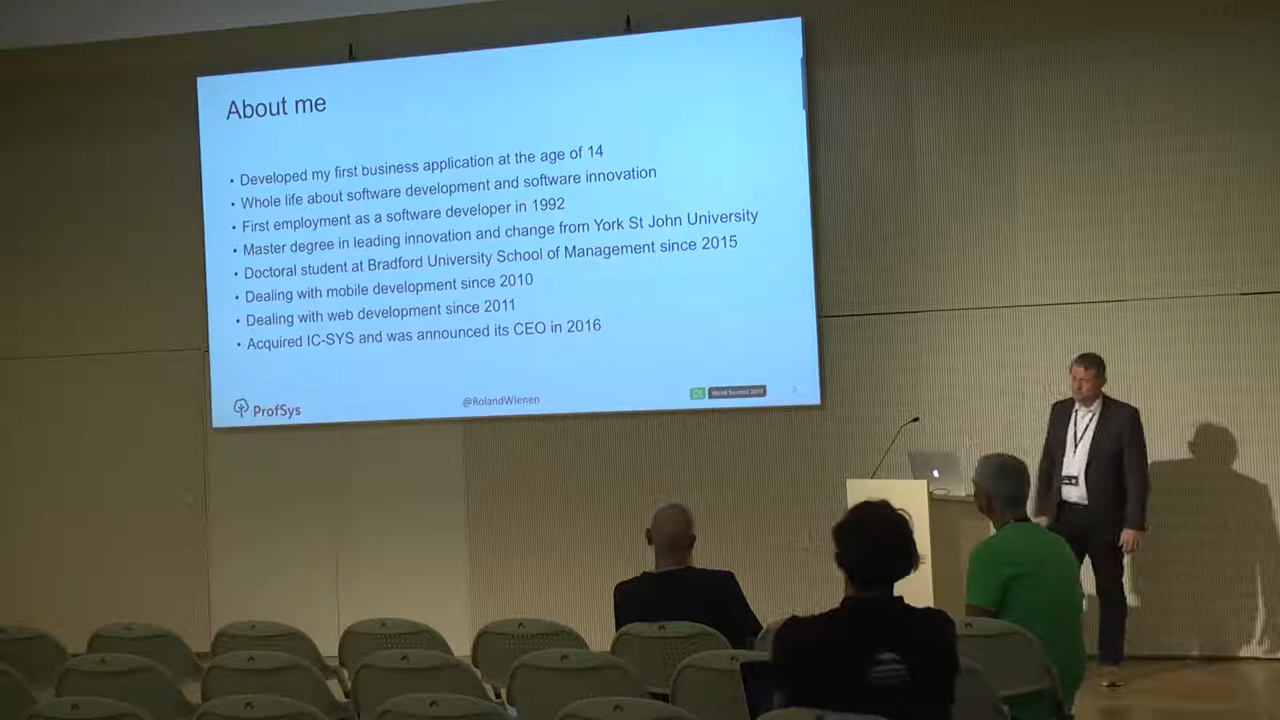 About me
• Developed my first business application at the age of 14
• Whole life about software development and software innovation
• First employment as a software developer in 1992
• Master degree in leading innovation and change from York St John University
• Doctoral student at Bradford University School of Management since 2015
• Dealing with mobile development since 2010
• Dealing with web development since 2011
• Acquired IC-SYS and was announced its CEO in 2016
ProfSys
@RolandWienen
World Summit 2019